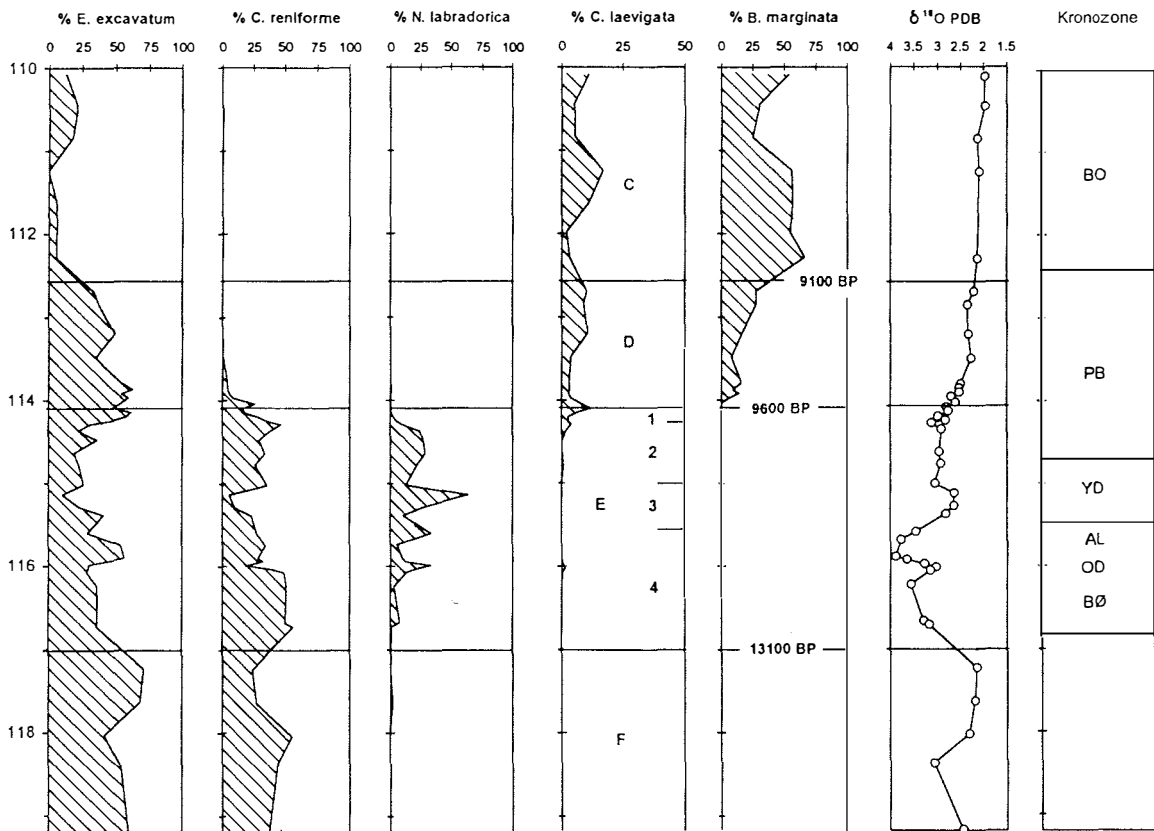 % E. excavatum % C. reniforme % N. labradorica % C. laevigata % B. marginata δ ¹⁸O PDB Kronozone
0 25 50 75 100 0 25 50 75 100 0 25 50 75 100 0 25 50 0 25 50 75 100 4 3.5 3 2.5 2 1.5
110
C BO
112
9100 BP
D PB
114
9600 BP
1
2
YD
E 3
AL
116 OD
4
BØ
13100 BP
118 F